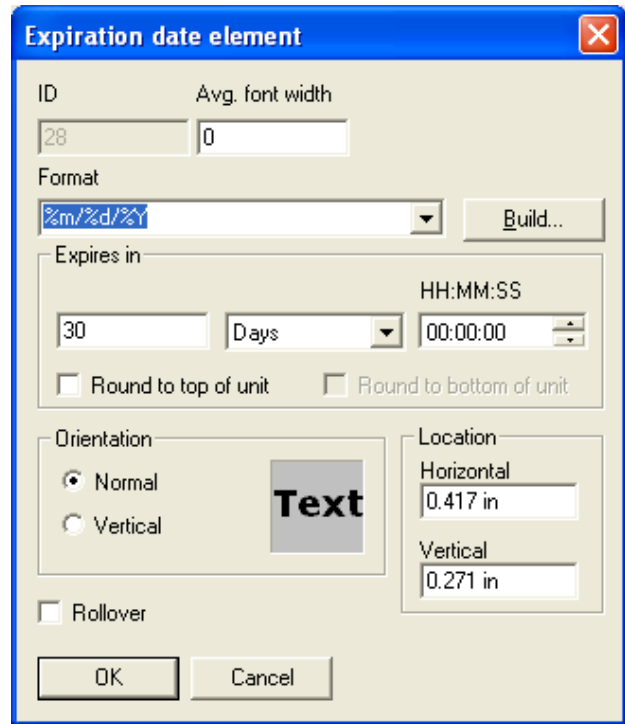 Expiration date element
ID Avg. font width
28 0
Format
%m/%d/%Y Build...
Expires in
HH:MM:SS
30 Days 00:00:00
Round to top of unit Round to bottom of unit
Orientation Location
Horizontal
Normal 0.417 in
Text
Vertical
Vertical
0.271 in
Rollover
OK Cancel